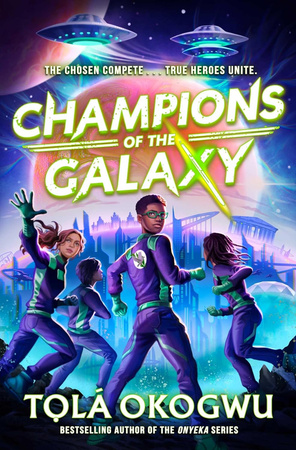 THE CHOSEN COMPETE . . . TRUE HEROES UNITE.
CHAMPIONS
OF THE
GALAXY
TỌLÁ OKOGWU
BESTSELLING AUTHOR OF THE ONYEKA SERIES